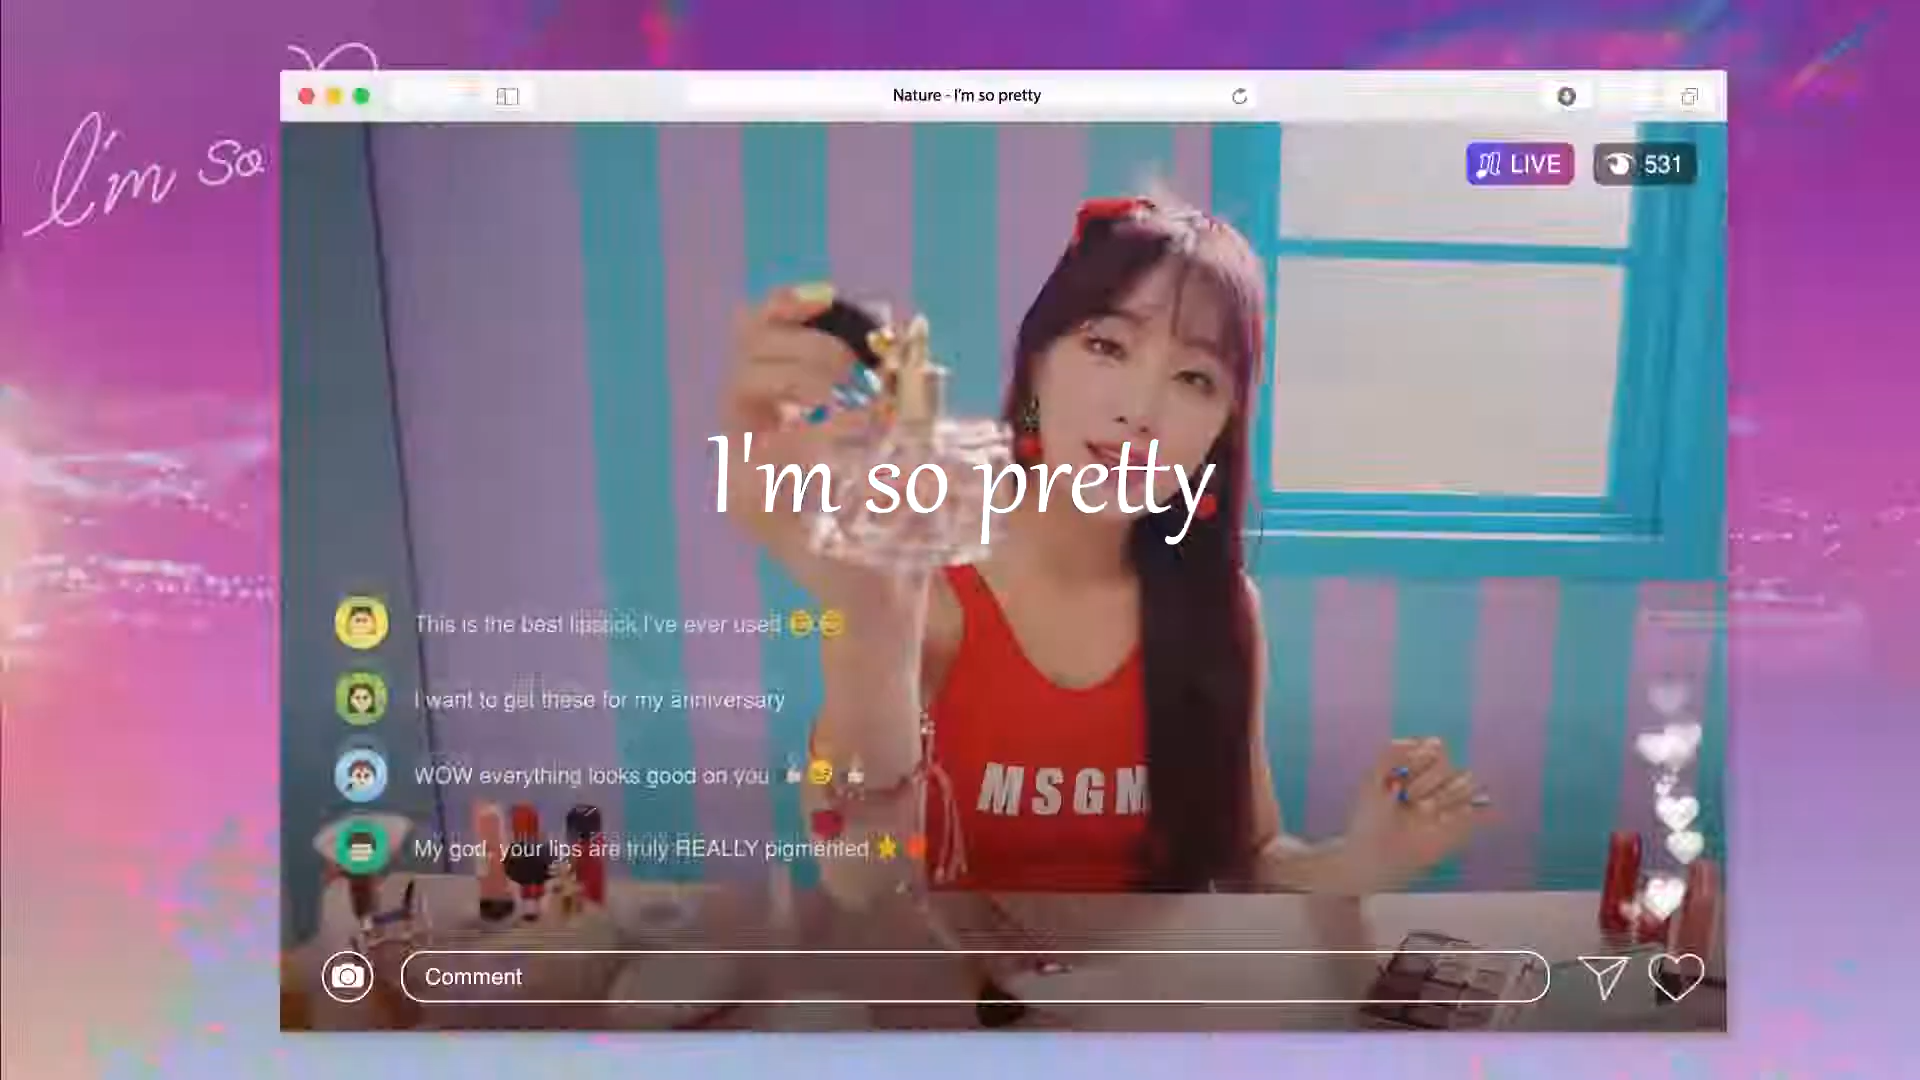 I'm so
Nature - I'm so pretty
LIVE
531
I'm so pretty
This is the best lipstick I've ever used
I want to get these for my anniversary
WOW everything looks good on you
MSGM
My god, your lips are truly REALLY pigmented
Comment